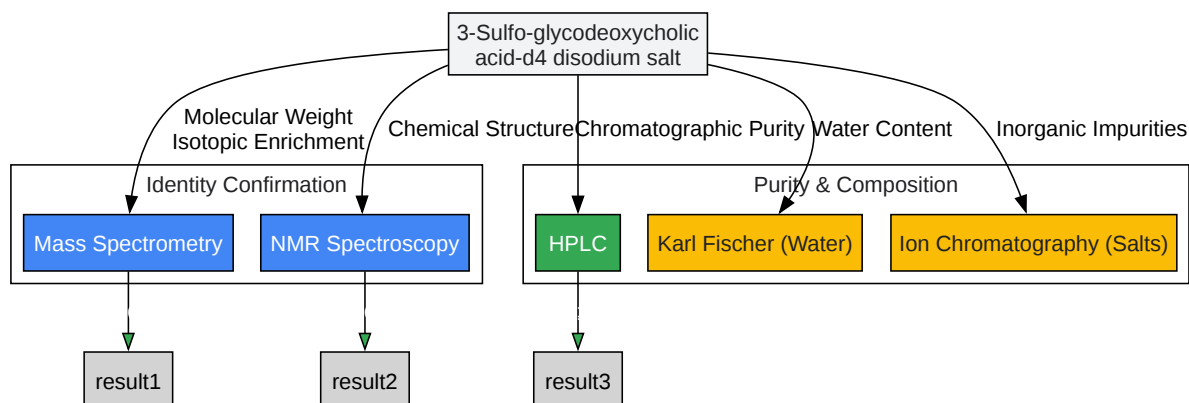 3-Sulfo-glycodeoxycholic
acid-d4 disodium salt
Molecular Weight
Isotopic Enrichment
Chemical Structure
Chromatographic Purity
Water Content
Inorganic Impurities
Identity Confirmation
Purity & Composition
Mass Spectrometry
NMR Spectroscopy
HPLC
Karl Fischer (Water)
Ion Chromatography (Salts)
result1
result2
result3